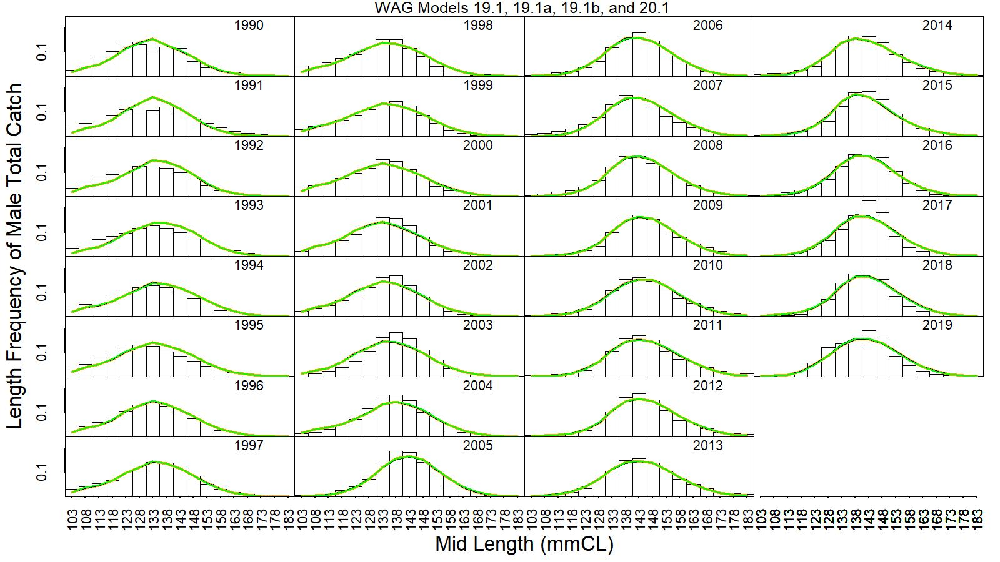 WAG Models 19.1, 19.1a, 19.1b, and 20.1
Length Frequency of Male Total Catch
0.1 1990 1998 2006 2014
0.1 1991 1999 2007 2015
0.1 1992 2000 2008 2016
0.1 1993 2001 2009 2017
0.1 1994 2002 2010 2018
0.1 1995 2003 2011 2019
0.1 1996 2004 2012
0.1 1997 2005 2013
103 108 113 118 123 128 133 138 143 148 153 158 163 168 173 178 183 103 108 113 118 123 128 133 138 143 148 153 158 163 168 173 178 183 103 108 113 118 123 128 133 138 143 148 153 158 163 168 173 178 183 103 108 113 118 123 128 133 138 143 148 153 158 163 168 173 178 183
Mid Length (mmCL)